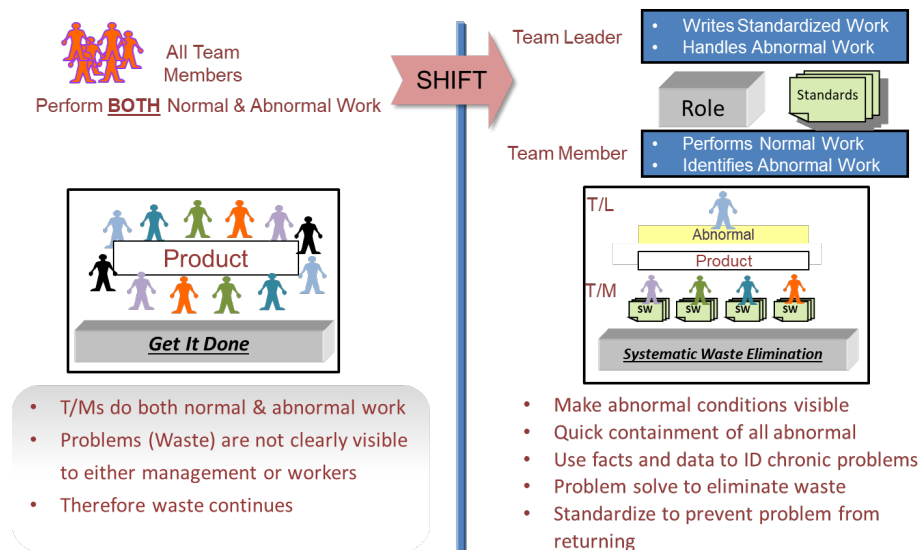 All Team
Members
Perform BOTH Normal & Abnormal Work
SHIFT
Team Leader
• Writes Standardized Work
• Handles Abnormal Work
Role
Standards
Team Member
• Performs Normal Work
• Identifies Abnormal Work
Product
Get It Done
T/L
Abnormal
Product
T/M
SW
SW
SW
SW
Systematic Waste Elimination
• T/Ms do both normal & abnormal work
• Problems (Waste) are not clearly visible
to either management or workers
• Therefore waste continues
• Make abnormal conditions visible
• Quick containment of all abnormal
• Use facts and data to ID chronic problems
• Problem solve to eliminate waste
• Standardize to prevent problem from
returning